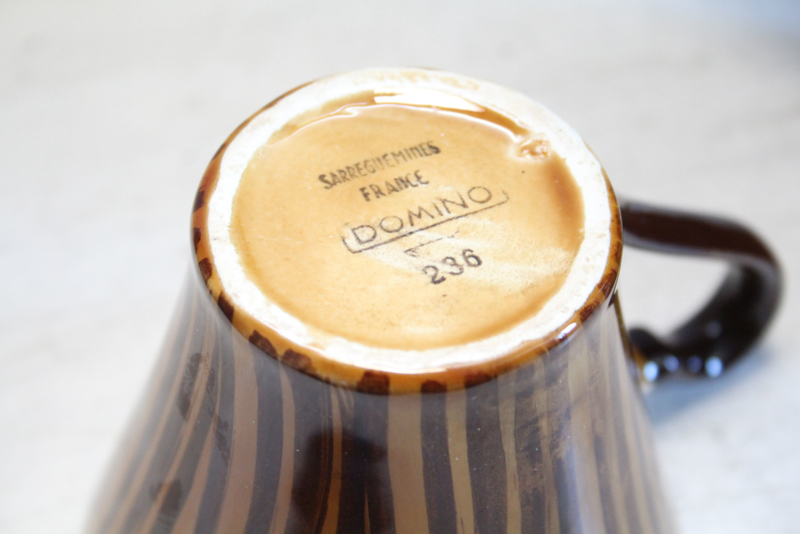 SARREGUEMINES
FRANCE
DOMINO
236